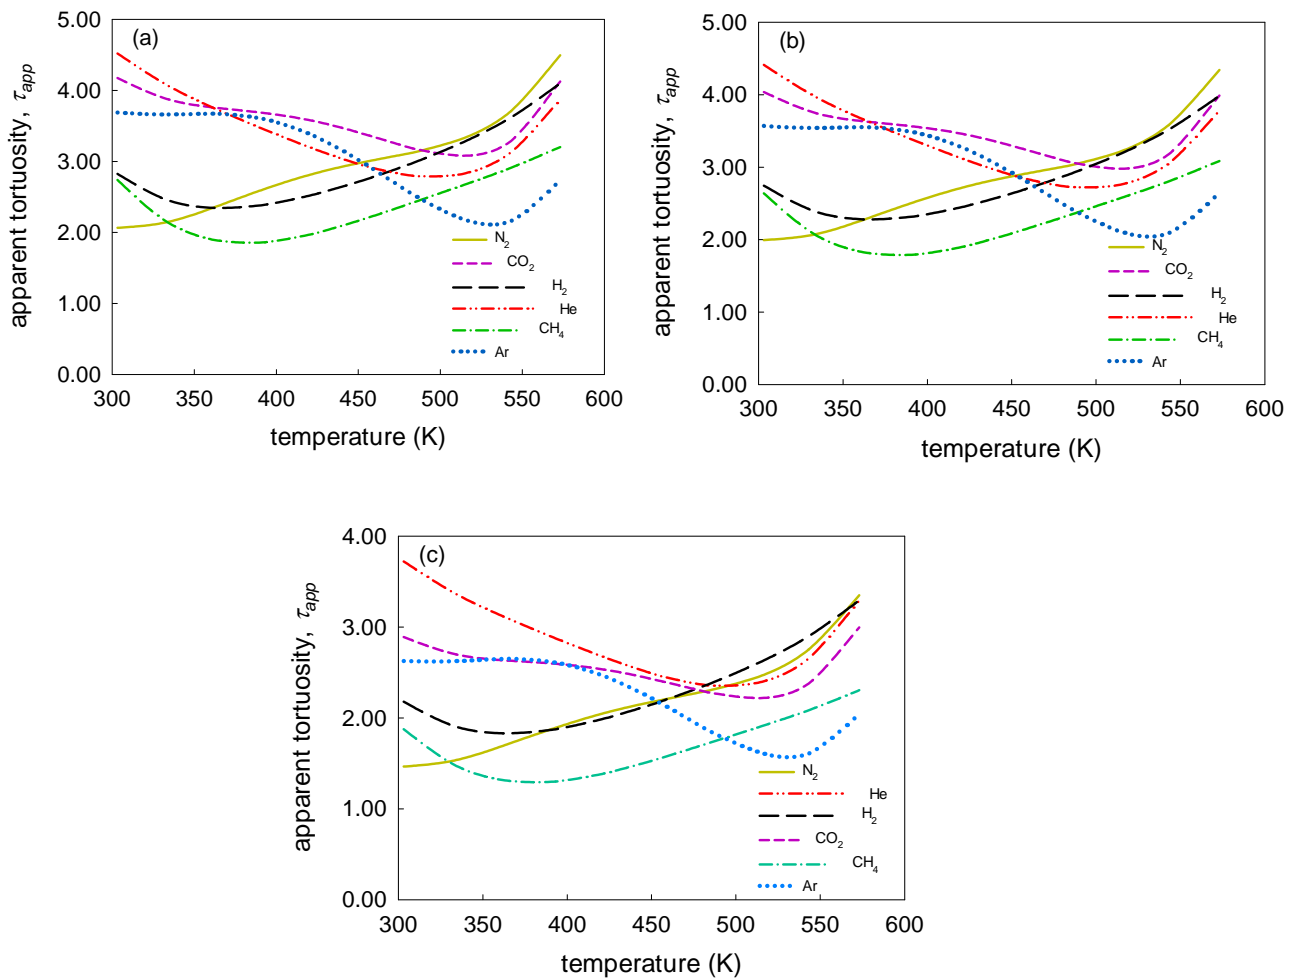 (a)
apparent tortuosity, τapp
5.00
4.00
3.00
2.00
1.00
0.00
300 350 400 450 500 550 600
temperature (K)
N2
CO2
H2
He
CH4
Ar
(b)
apparent tortuosity, τapp
5.00
4.00
3.00
2.00
1.00
0.00
300 350 400 450 500 550 600
temperature (K)
N2
CO2
H2
He
CH4
Ar
(c)
apparent tortuosity, τapp
4.00
3.00
2.00
1.00
0.00
300 350 400 450 500 550 600
temperature (K)
N2
He
H2
CO2
CH4
Ar